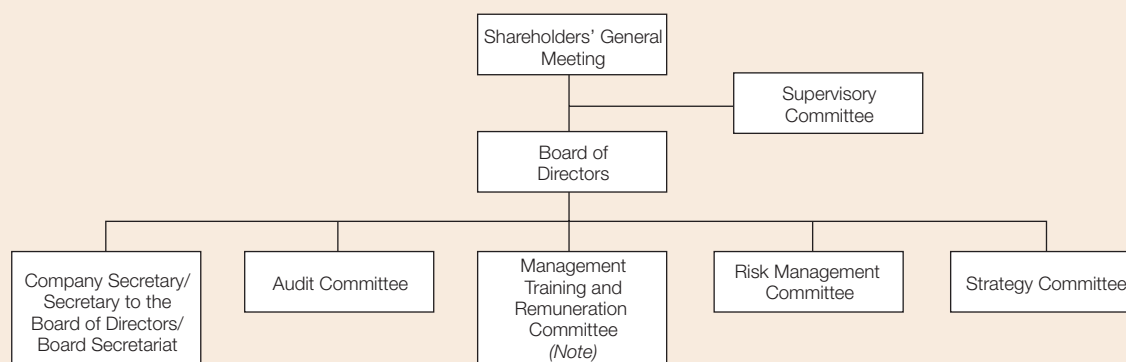 Shareholders’ General
Meeting
Supervisory
Committee
Board of
Directors
Company Secretary/
Secretary to the
Board of Directors/
Board Secretariat
Audit Committee
Management
Training and
Remuneration
Committee
(Note)
Risk Management
Committee
Strategy Committee